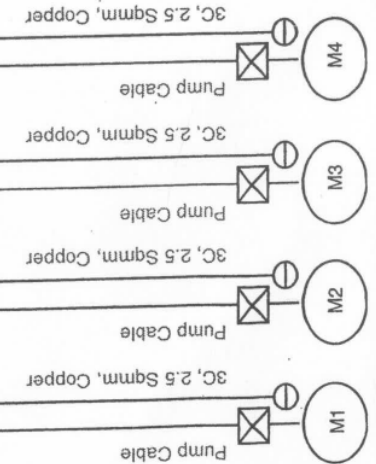 Pump Cable
M1
3C, 2.5 Sqmm, Copper
Pump Cable
M2
3C, 2.5 Sqmm, Copper
Pump Cable
M3
3C, 2.5 Sqmm, Copper
Pump Cable
M4
3C, 2.5 Sqmm, Copper